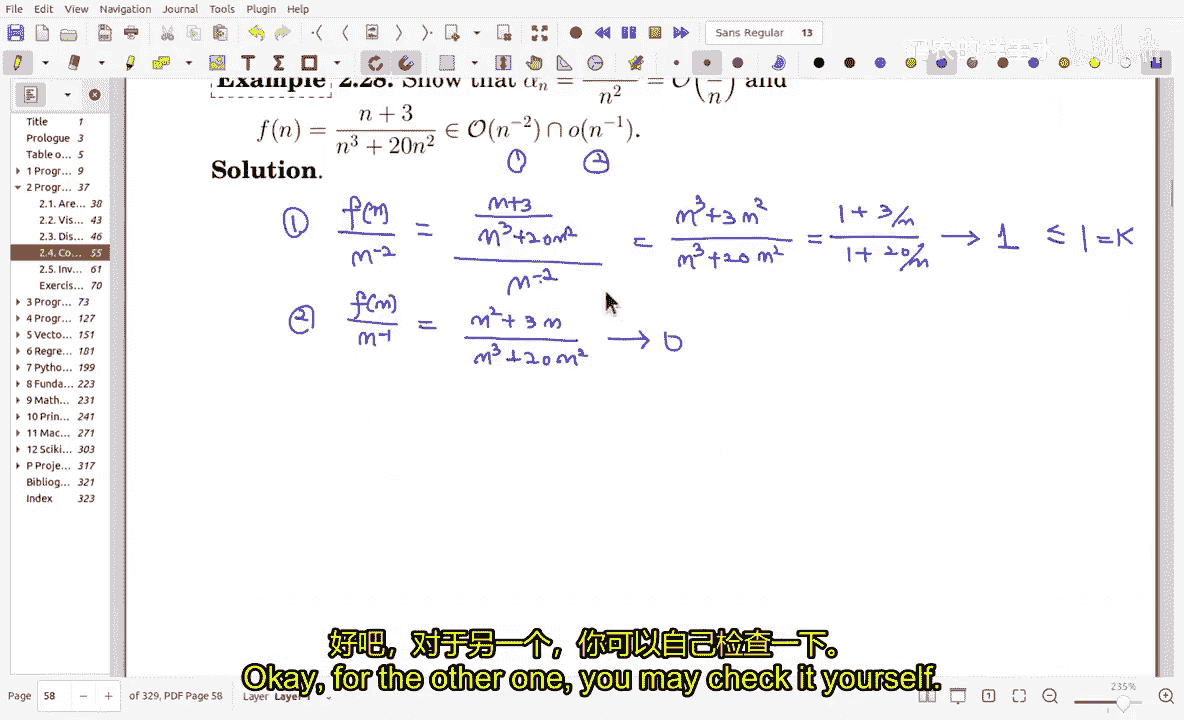 File Edit View Navigation Journal Tools Plugin Help
Sans Regular 13
Title 1
Prologue 3
Table o... 5
1 Progr... 9
2 Progr... 37
2.1. Are... 38
2.2. Vis... 43
2.3. Dis... 46
2.4. Co... 55
2.5. Inv... 61
Exercis... 70
3 Progra... 73
4 Progr... 127
5 Vecto... 151
6 Regre... 181
7 Pytho... 199
8 Funda... 223
9 Math... 231
10 Prin... 241
11 Mac... 271
12 Sciki... 303
P Proje... 317
Bibliog... 321
Index 323
Example 2.28. Show that αn = / n² = O(/n) and
f(n) = (n + 3)/(n³ + 20n²) ∈ O(n⁻²) ∩ o(n⁻¹).
① ②
Solution.
① f(n)/n⁻² = ((n+3)/(n³+20n²))/n⁻² = (n³+3n²)/(n³+20n²) = (1+3/n)/(1+20/n) → 1 ≤ 1 = K
② f(n)/n⁻¹ = (n²+3n)/(n³+20n²) → 0
好吧，对于另一个，你可以自己检查一下。
Okay, for the other one, you may check it yourself.
Page 58 of 329, PDF Page 58 Layer Layer 235%